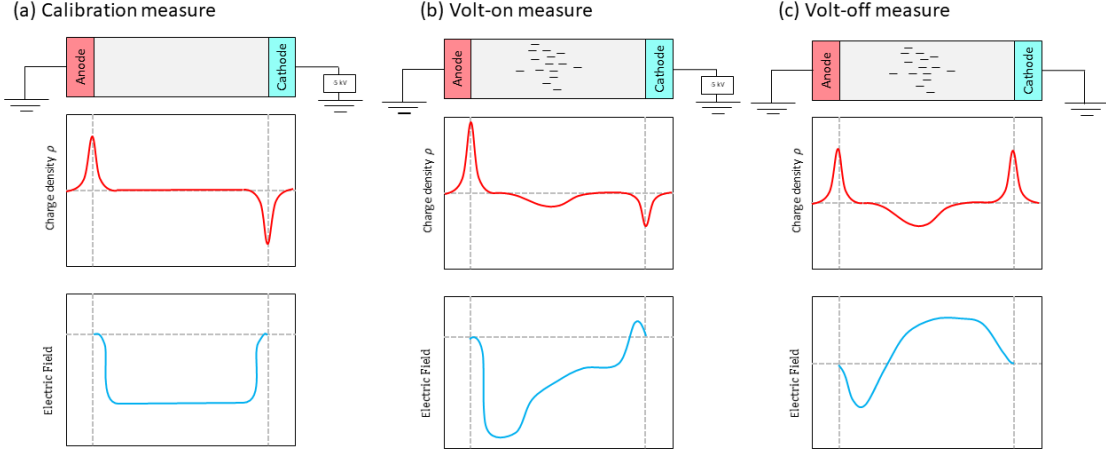 (a) Calibration measure
(b) Volt-on measure
(c) Volt-off measure
Anode
Cathode
-5 kV
Anode
Cathode
-5 kV
Anode
Cathode
Charge density ρ
Charge density ρ
Charge density ρ
Electric Field
Electric Field
Electric Field